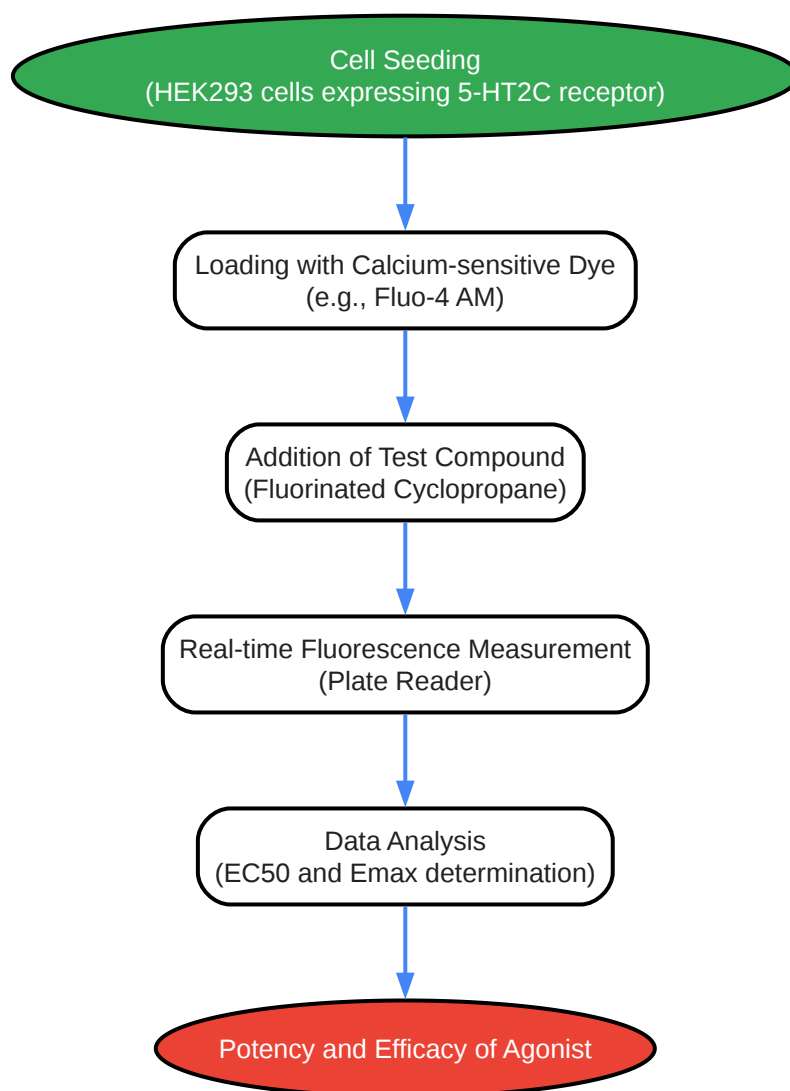 Cell Seeding
(HEK293 cells expressing 5-HT2C receptor)
Loading with Calcium-sensitive Dye
(e.g., Fluo-4 AM)
Addition of Test Compound
(Fluorinated Cyclopropane)
Real-time Fluorescence Measurement
(Plate Reader)
Data Analysis
(EC50 and Emax determination)
Potency and Efficacy of Agonist